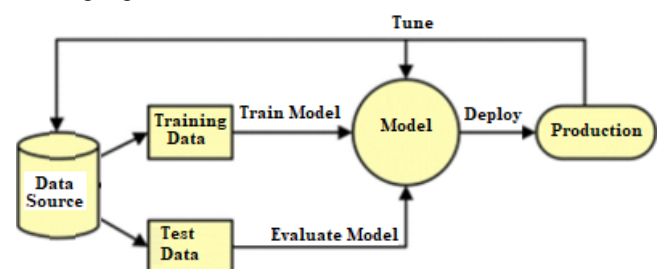 Tune
Training
Data
Train Model
Model
Deploy
Production
Data
Source
Test
Data
Evaluate Model